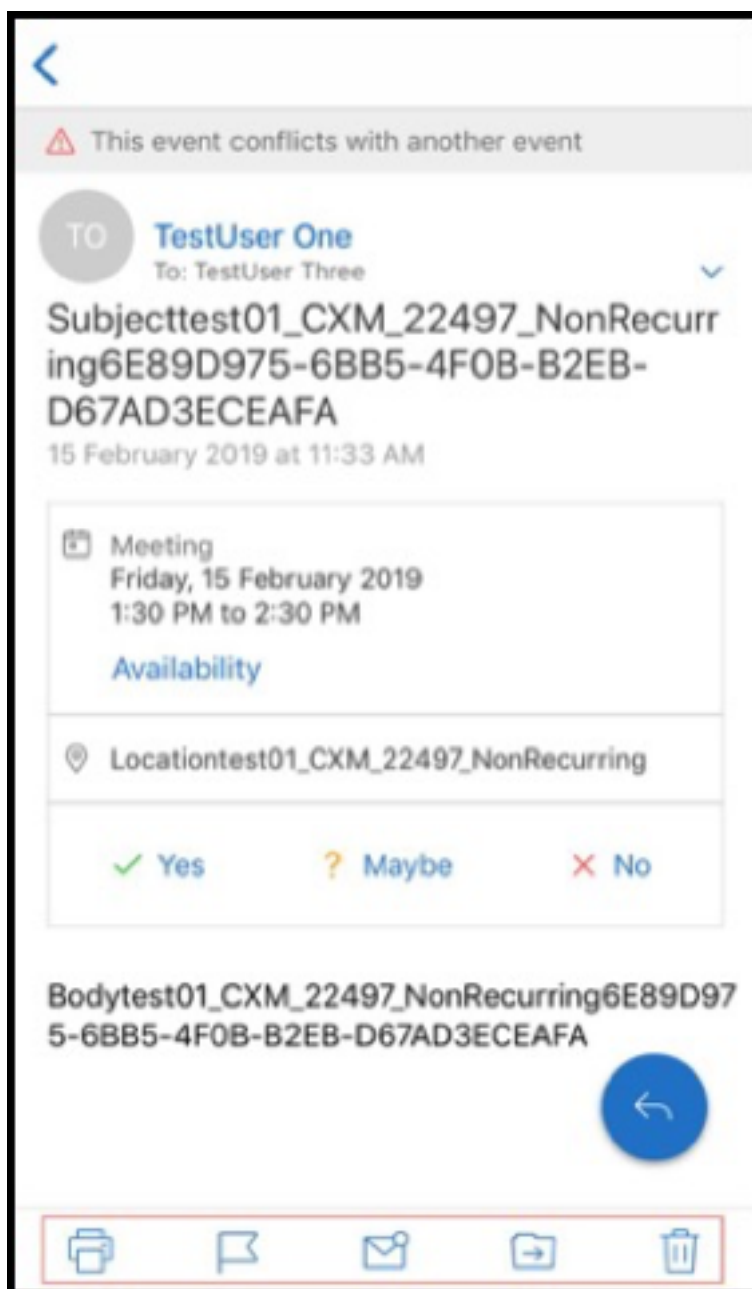 This event conflicts with another event
TO
TestUser One
To: TestUser Three
Subjecttest01_CXM_22497_NonRecurr
ing6E89D975-6BB5-4F0B-B2EB-
D67AD3ECEAFA
15 February 2019 at 11:33 AM
Meeting
Friday, 15 February 2019
1:30 PM to 2:30 PM
Availability
Locationtest01_CXM_22497_NonRecurring
Yes ? Maybe No
Bodytest01_CXM_22497_NonRecurring6E89D97
5-6BB5-4F0B-B2EB-D67AD3ECEAFA